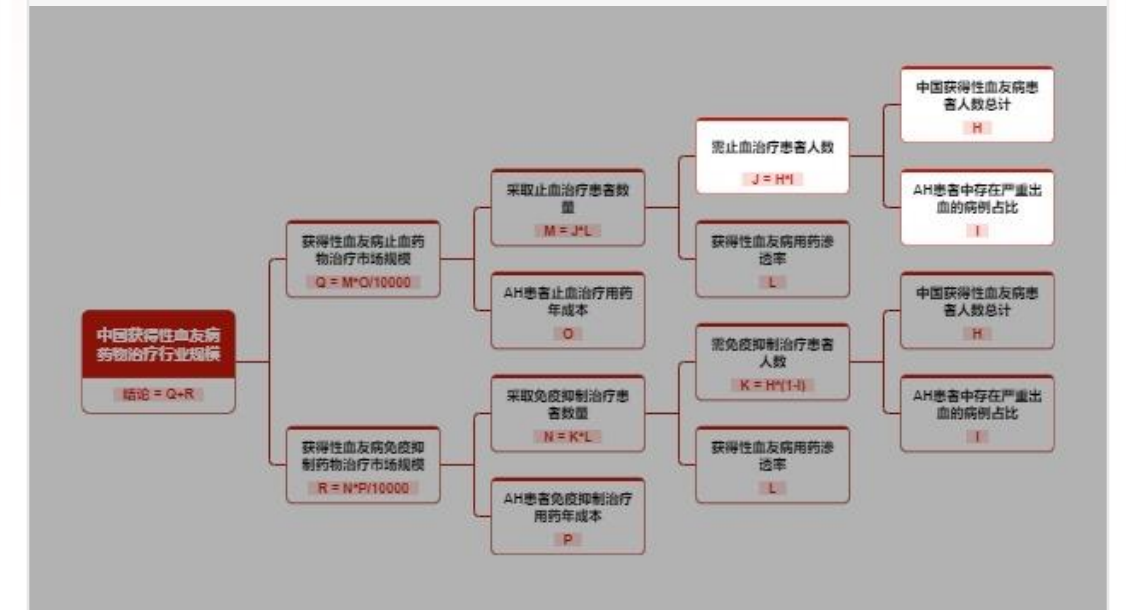 中国获得性血友病
药物治疗行业规模
结论 = Q+R
获得性血友病止血药
物治疗市场规模
Q = M*O/10000
获得性血友病免疫抑
制药物治疗市场规模
R = N*P/10000
采取止血治疗患者数
量
M = J*L
AH患者止血治疗用药
年成本
O
采取免疫抑制治疗患
者数量
N = K*L
AH患者免疫抑制治疗
用药年成本
P
需止血治疗患者人数
J = H*I
获得性血友病用药渗
透率
L
需免疫抑制治疗患者
人数
K = H*(1-I)
获得性血友病用药渗
透率
L
中国获得性血友病患
者人数总计
H
AH患者中存在严重出
血的病例占比
I
中国获得性血友病患
者人数总计
H
AH患者中存在严重出
血的病例占比
I